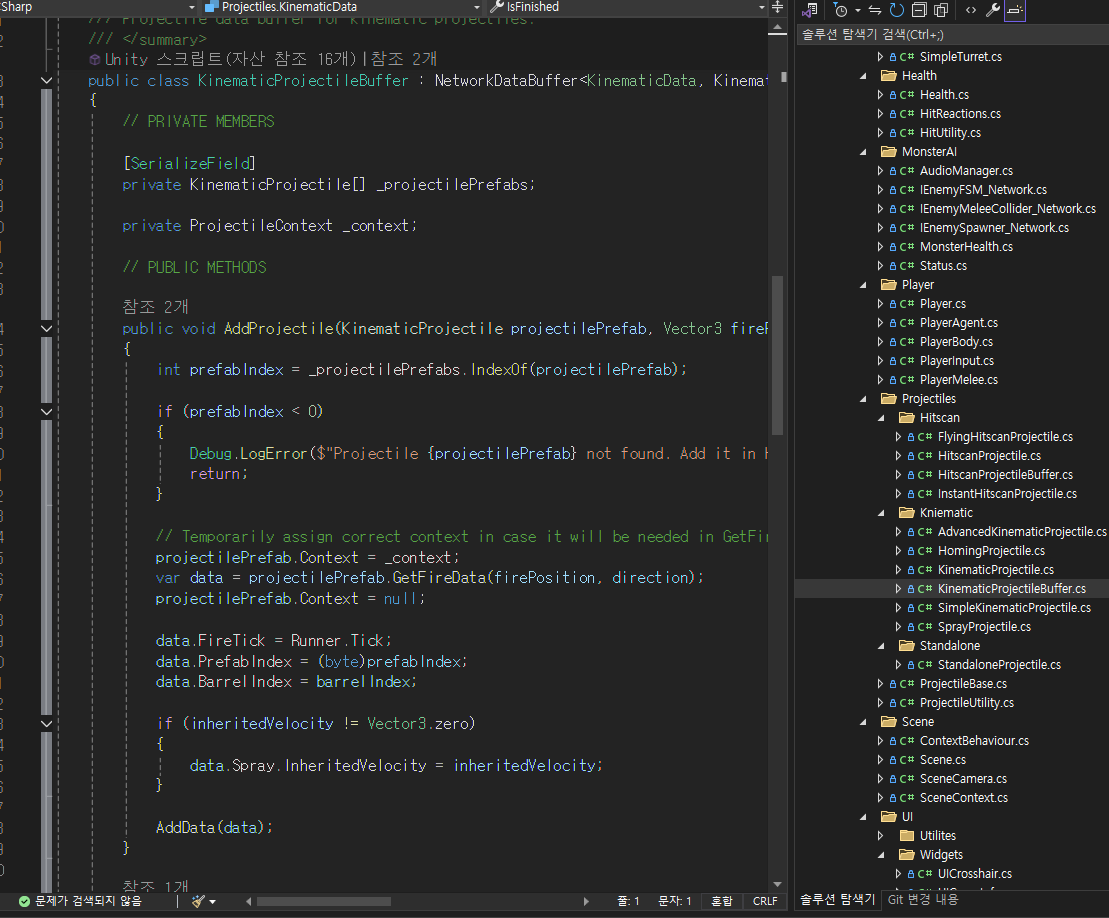 Sharp
Projectiles.KinematicData
IsFinished
/// Projectile data buffer for kinematic projectiles.
/// </summary>
Unity 스크립트(자산 참조 16개)|참조 2개
public class KinematicProjectileBuffer : NetworkDataBuffer<KinematicData, Kinemat
{
// PRIVATE MEMBERS
[SerializeField]
private KinematicProjectile[] _projectilePrefabs;
private ProjectileContext _context;
// PUBLIC METHODS
참조 2개
public void AddProjectile(KinematicProjectile projectilePrefab, Vector3 fireP
{
int prefabIndex = _projectilePrefabs.IndexOf(projectilePrefab);
if (prefabIndex < 0)
{
Debug.LogError($"Projectile {projectilePrefab} not found. Add it in
return;
}
// Temporarily assign correct context in case it will be needed in GetFir
projectilePrefab.Context = _context;
var data = projectilePrefab.GetFireData(firePosition, direction);
projectilePrefab.Context = null;
data.FireTick = Runner.Tick;
data.PrefabIndex = (byte)prefabIndex;
data.BarrelIndex = barrelIndex;
if (inheritedVelocity != Vector3.zero)
{
data.Spray.InheritedVelocity = inheritedVelocity;
}
AddData(data);
}
참조 1개
문제가 검색되지 않음
줄: 1
문자: 1
혼합
CRLF
솔루션 탐색기 검색(Ctrl+;)
C# SimpleTurret.cs
Health
C# Health.cs
C# HitReactions.cs
C# HitUtility.cs
MonsterAI
C# AudioManager.cs
C# IEnemyFSM_Network.cs
C# IEnemyMeleeCollider_Network.cs
C# IEnemySpawner_Network.cs
C# MonsterHealth.cs
C# Status.cs
Player
C# Player.cs
C# PlayerAgent.cs
C# PlayerBody.cs
C# PlayerInput.cs
C# PlayerMelee.cs
Projectiles
Hitscan
C# FlyingHitscanProjectile.cs
C# HitscanProjectile.cs
C# HitscanProjectileBuffer.cs
C# InstantHitscanProjectile.cs
Kniematic
C# AdvancedKinematicProjectile.cs
C# HomingProjectile.cs
C# KinematicProjectile.cs
C# KinematicProjectileBuffer.cs
C# SimpleKinematicProjectile.cs
C# SprayProjectile.cs
Standalone
C# StandaloneProjectile.cs
C# ProjectileBase.cs
C# ProjectileUtility.cs
Scene
C# ContextBehaviour.cs
C# Scene.cs
C# SceneCamera.cs
C# SceneContext.cs
UI
Utilites
Widgets
C# UICrosshair.cs
솔루션 탐색기
Git 변경 내용